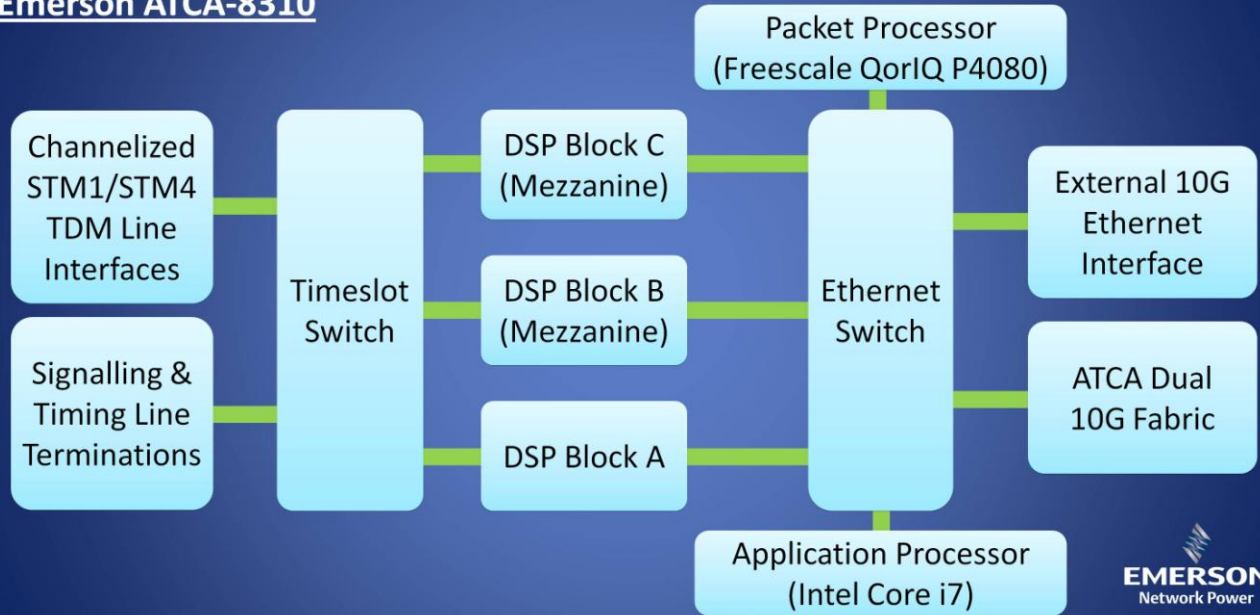 Emerson ATCA-8310
Packet Processor
(Freescale QorIQ P4080)
Channelized
STM1/STM4
TDM Line
Interfaces
Signalling &
Timing Line
Terminations
Timeslot
Switch
DSP Block C
(Mezzanine)
DSP Block B
(Mezzanine)
DSP Block A
Ethernet
Switch
External 10G
Ethernet
Interface
ATCA Dual
10G Fabric
Application Processor
(Intel Core i7)
EMERSON
Network Power